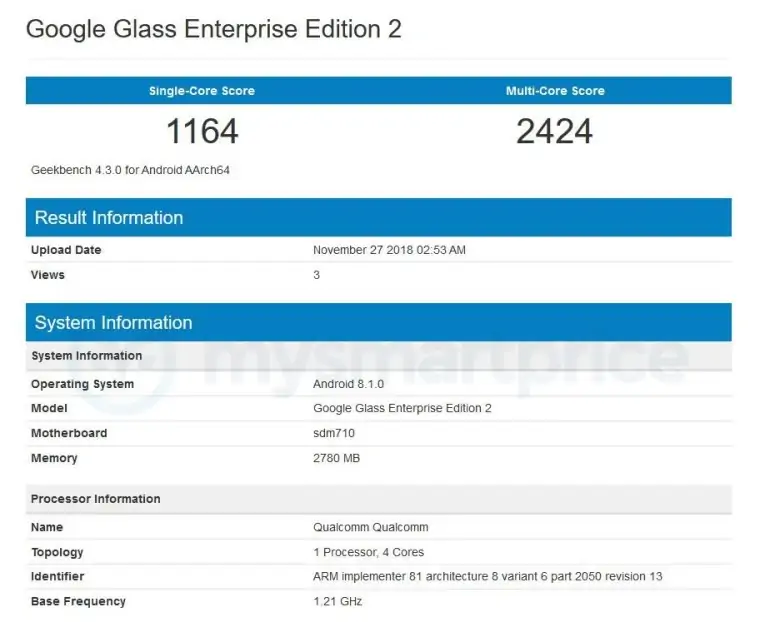 Google Glass Enterprise Edition 2
Single-Core Score Multi-Core Score
1164 2424
Geekbench 4.3.0 for Android AArch64
Result Information
Upload Date November 27 2018 02:53 AM
Views 3
System Information
mysmartprice
System Information
Operating System Android 8.1.0
Model Google Glass Enterprise Edition 2
Motherboard sdm710
Memory 2780 MB
Processor Information
Name Qualcomm Qualcomm
Topology 1 Processor, 4 Cores
Identifier ARM implementer 81 architecture 8 variant 6 part 2050 revision 13
Base Frequency 1.21 GHz